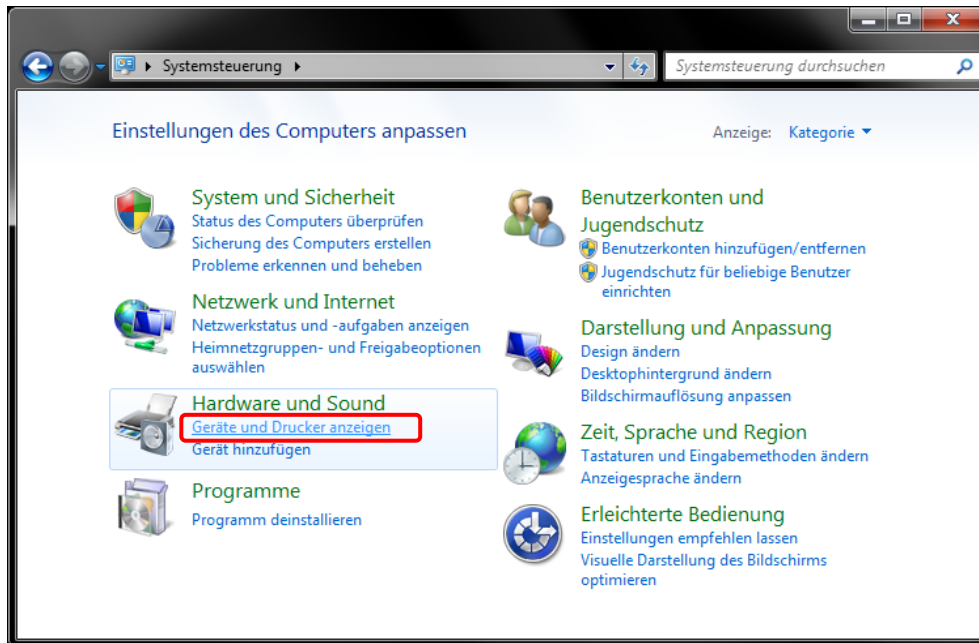 Systemsteuerung
Systemsteuerung durchsuchen
Einstellungen des Computers anpassen
Anzeige: Kategorie
System und Sicherheit
Status des Computers überprüfen
Sicherung des Computers erstellen
Probleme erkennen und beheben
Netzwerk und Internet
Netzwerkstatus und -aufgaben anzeigen
Heimnetzgruppen- und Freigabeoptionen
auswählen
Hardware und Sound
Geräte und Drucker anzeigen
Gerät hinzufügen
Programme
Programm deinstallieren
Benutzerkonten und
Jugendschutz
Benutzerkonten hinzufügen/entfernen
Jugendschutz für beliebige Benutzer
einrichten
Darstellung und Anpassung
Design ändern
Desktophintergrund ändern
Bildschirmauflösung anpassen
Zeit, Sprache und Region
Tastaturen und Eingabemethoden ändern
Anzeigesprache ändern
Erleichterte Bedienung
Einstellungen empfehlen lassen
Visuelle Darstellung des Bildschirms
optimieren